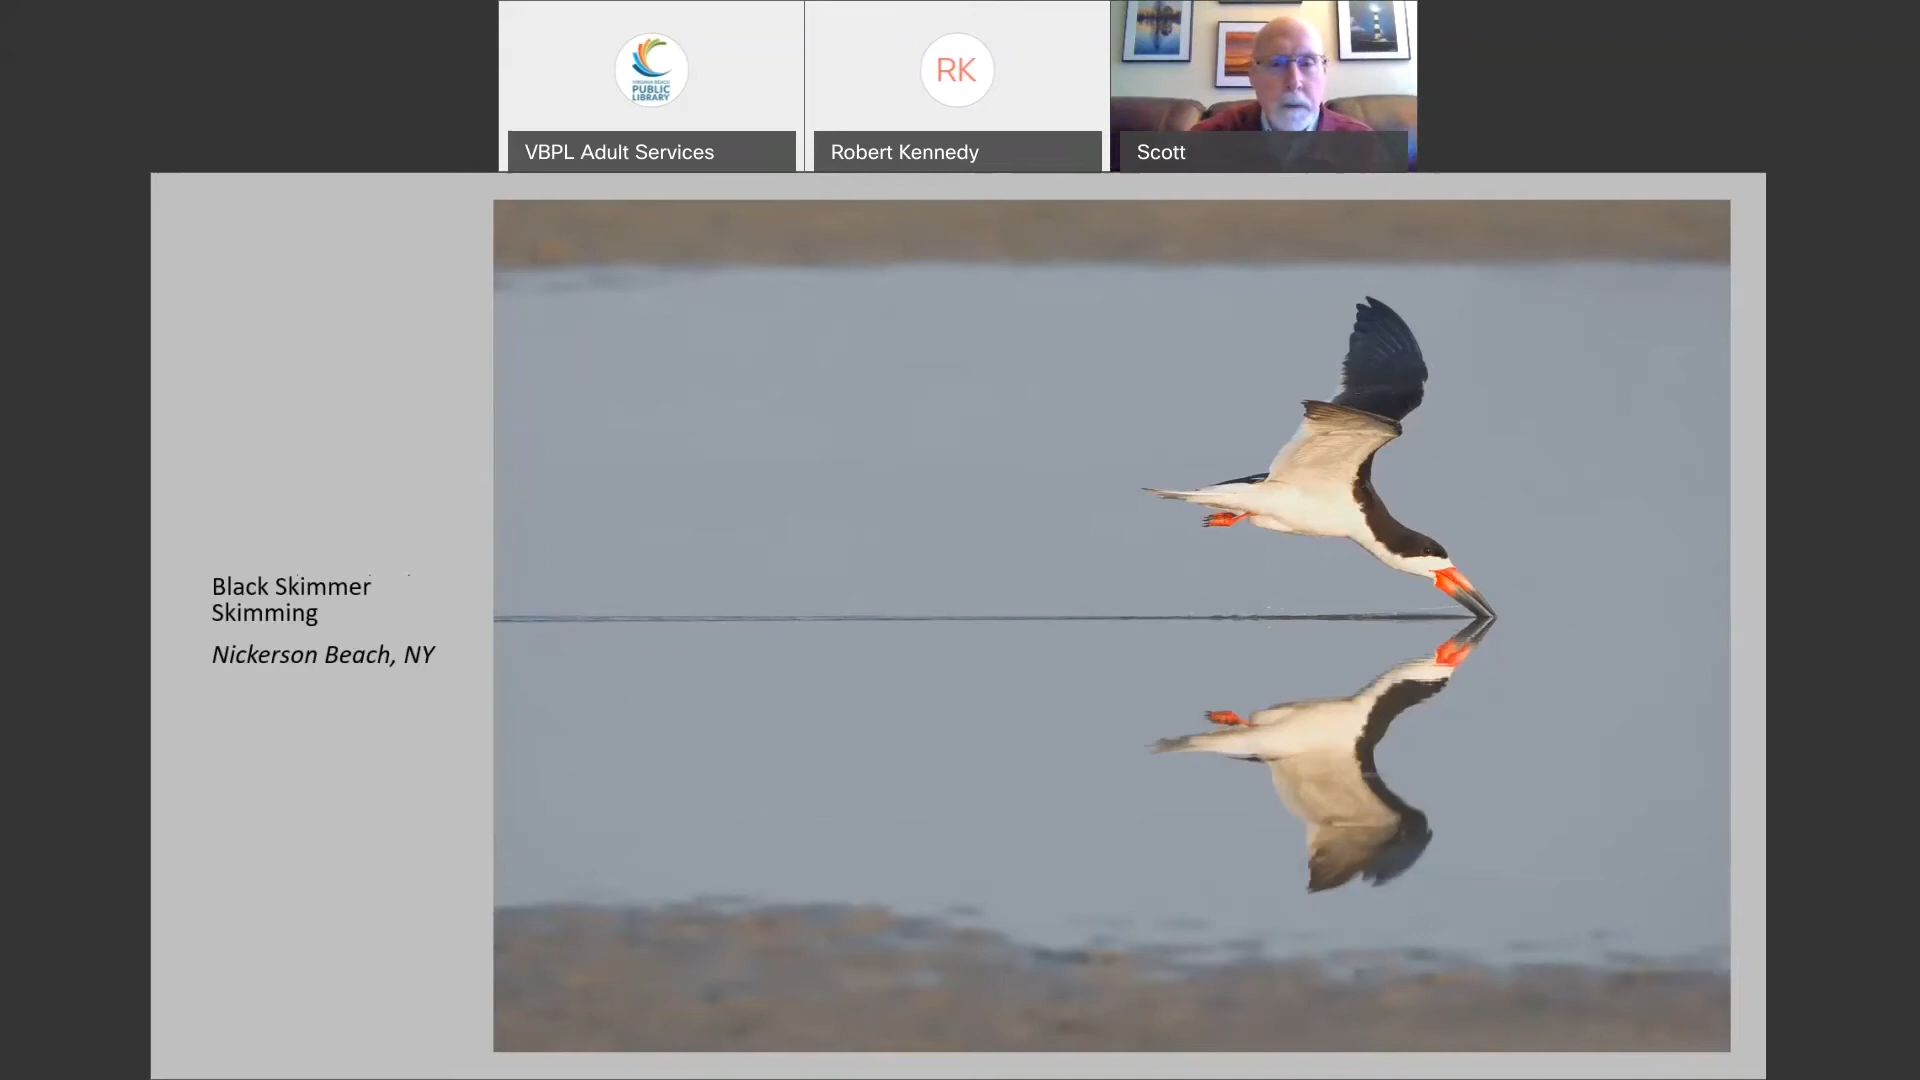 VIRGINIA BEACH
PUBLIC
LIBRARY
RK
VBPL Adult Services
Robert Kennedy
Scott
Black Skimmer
Skimming
Nickerson Beach, NY